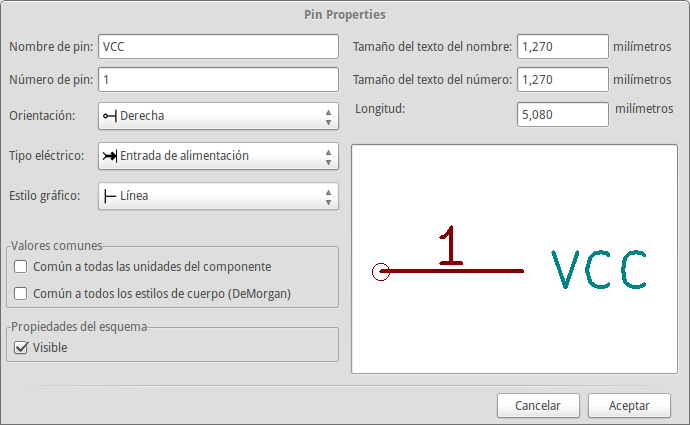 Pin Properties
Nombre de pin: VCC
Tamaño del texto del nombre: 1,270 milímetros
Número de pin: 1
Tamaño del texto del número: 1,270 milímetros
Orientación: Derecha
Longitud: 5,080 milímetros
Tipo eléctrico: Entrada de alimentación
Estilo gráfico: Línea
1
VCC
Valores comunes
Común a todas las unidades del componente
Común a todos los estilos de cuerpo (DeMorgan)
Propiedades del esquema
Visible
Cancelar
Aceptar